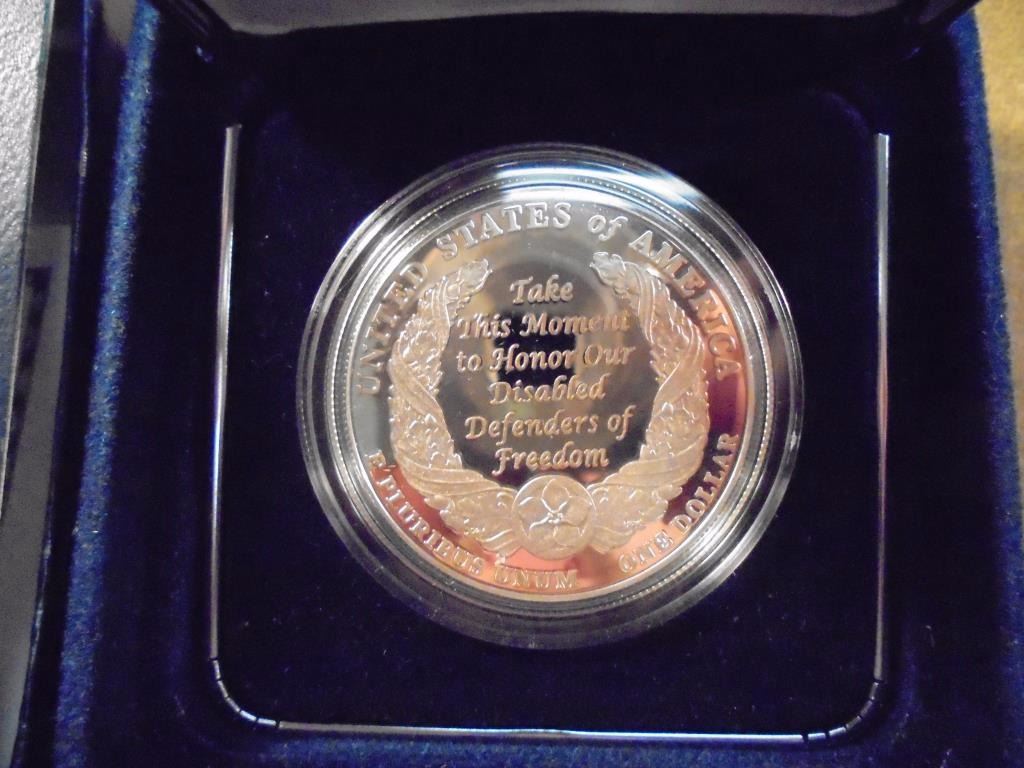 UNITED STATES of AMERICA
Take
This Moment
to Honor Our
Disabled
Defenders of
Freedom
E PLURIBUS UNUM
ONE DOLLAR